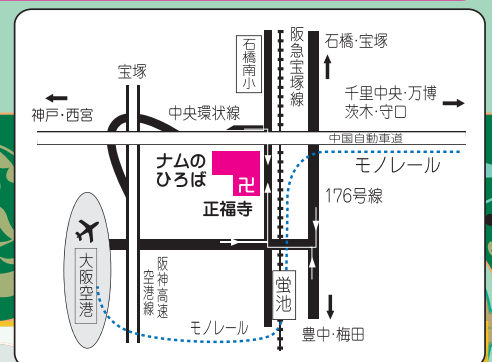 石橋南小
阪急宝塚線
石橋・宝塚
宝塚
千里中央・万博
茨木・守口
神戸・西宮
中央環状線
中国自動車道
ナムの
ひろば
卍
モノレール
正福寺
176号線
大阪空港
阪神高速
空港線
蛍池
モノレール
豊中・梅田